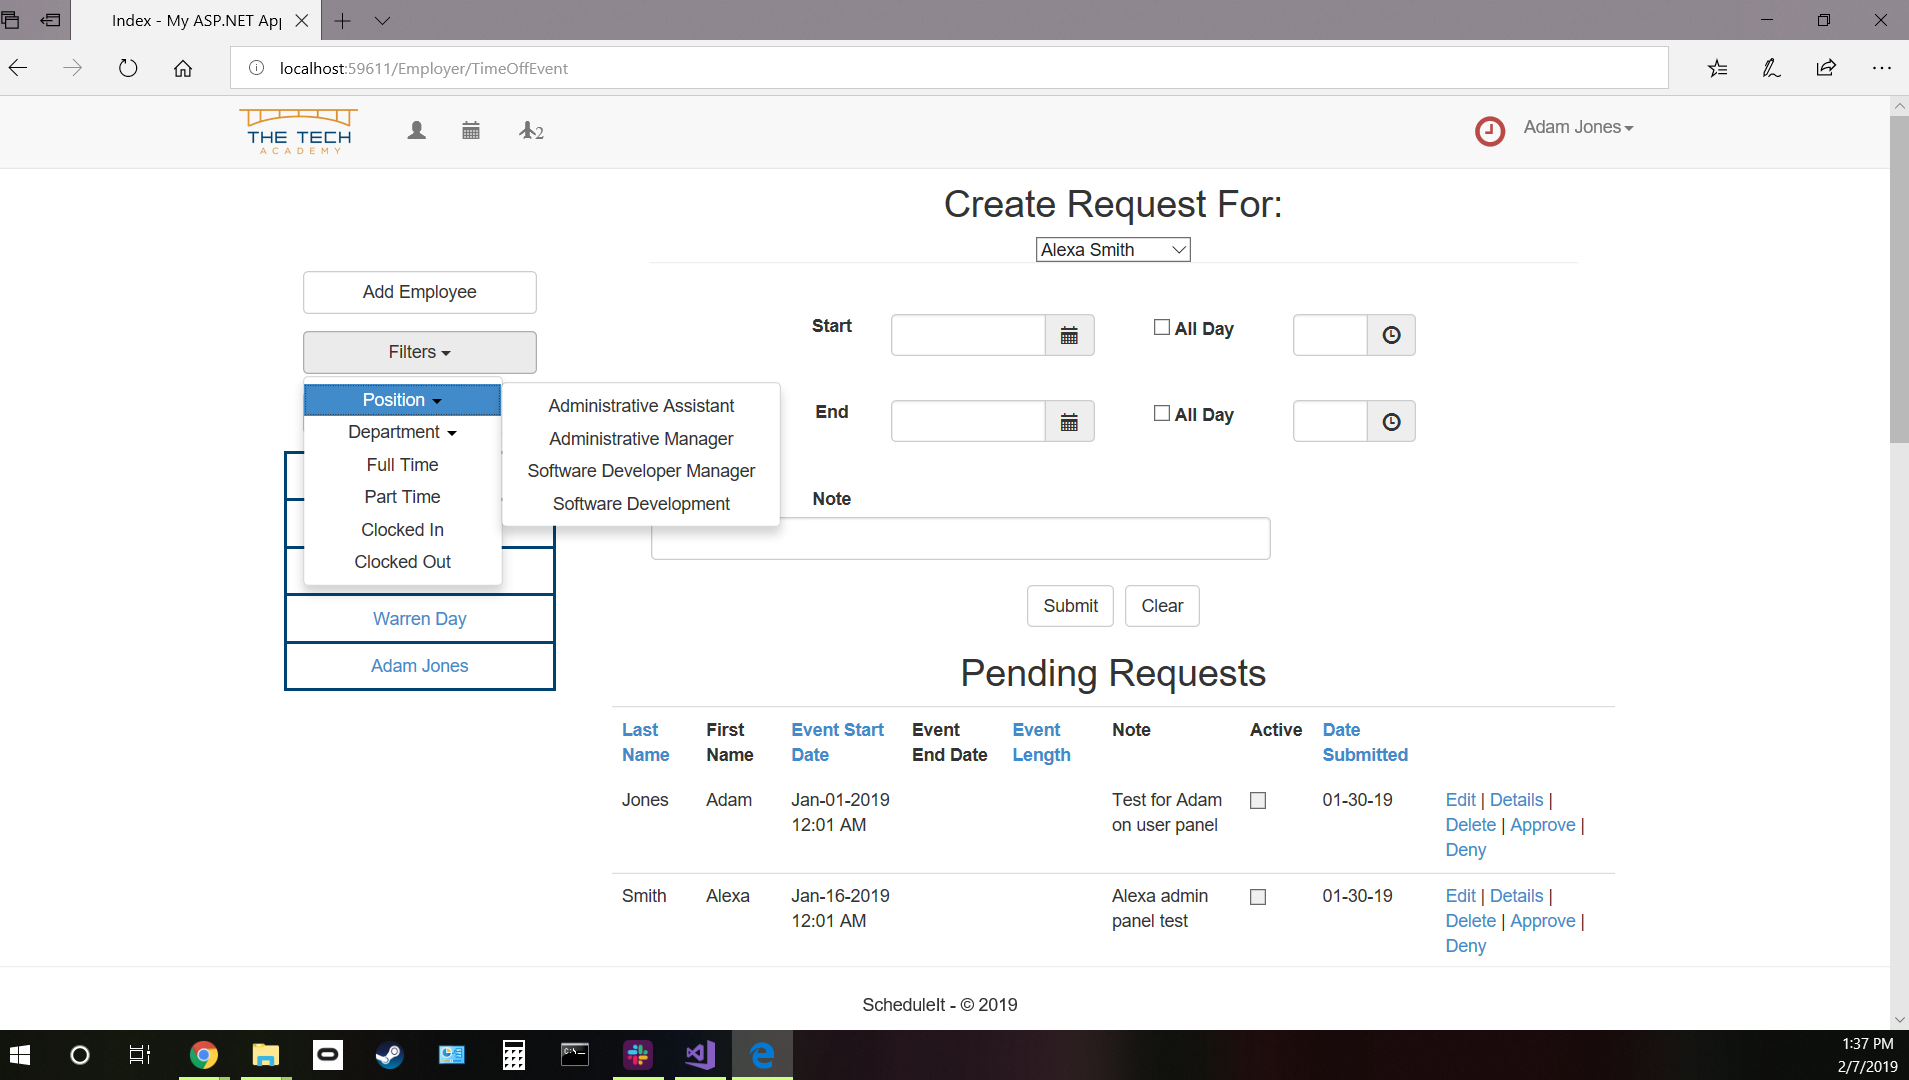 Index - My ASP.NET Ap
localhost:59611/Employer/TimeOffEvent
THE TECH
ACADEMY
2
Adam Jones
Create Request For:
Alexa Smith
Add Employee
Filters
Position
Department
Full Time
Part Time
Clocked In
Clocked Out
Administrative Assistant
Administrative Manager
Software Developer Manager
Software Development
Warren Day
Adam Jones
Start
All Day
End
All Day
Note
Submit
Clear
Pending Requests
Last Name
First Name
Event Start Date
Event End Date
Event Length
Note
Active
Date Submitted
Jones
Adam
Jan-01-2019
12:01 AM
Test for Adam
on user panel
01-30-19
Edit | Details |
Delete | Approve |
Deny
Smith
Alexa
Jan-16-2019
12:01 AM
Alexa admin
panel test
01-30-19
Edit | Details |
Delete | Approve |
Deny
ScheduleIt - © 2019
1:37 PM
2/7/2019